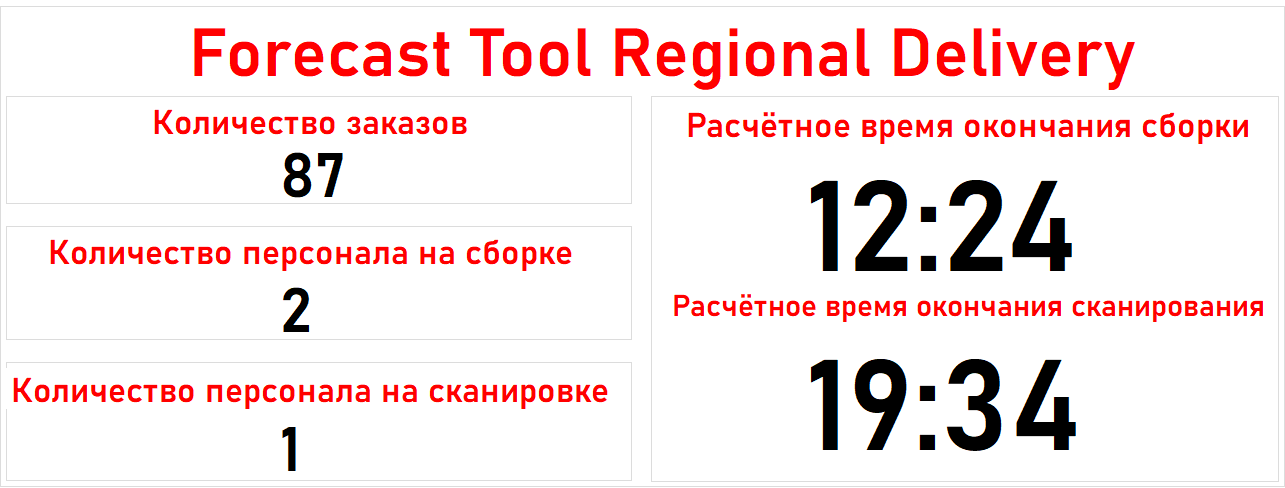 Forecast Tool Regional Delivery
Количество заказов
87
Количество персонала на сборке
2
Количество персонала на сканировке
1
Расчётное время окончания сборки
12:24
Расчётное время окончания сканирования
19:34